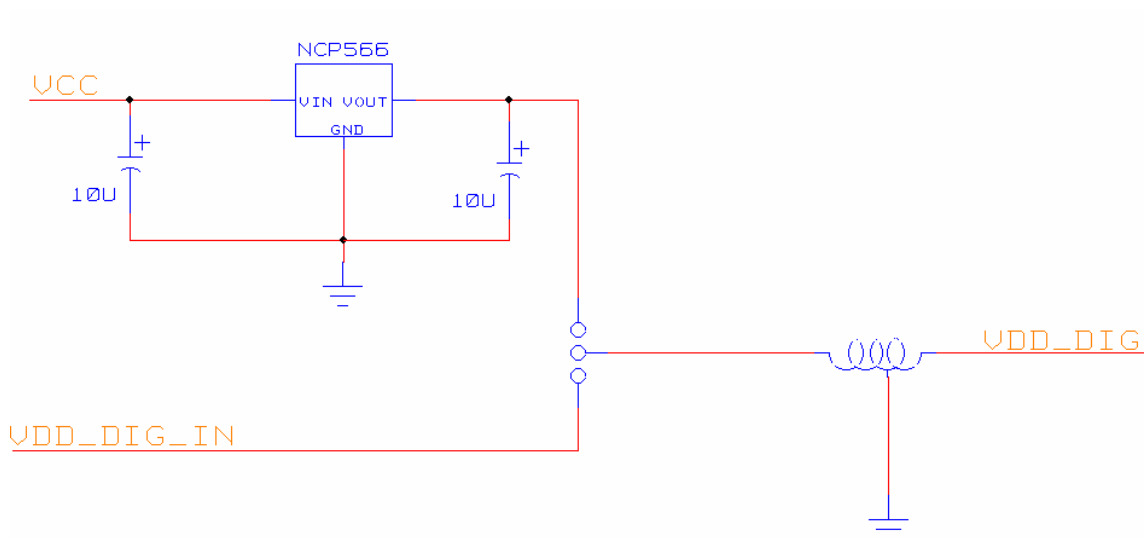 NCP566
VCC
VIN VOUT
GND
+
+
10U
10U
VDD_DIG
VDD_DIG_IN